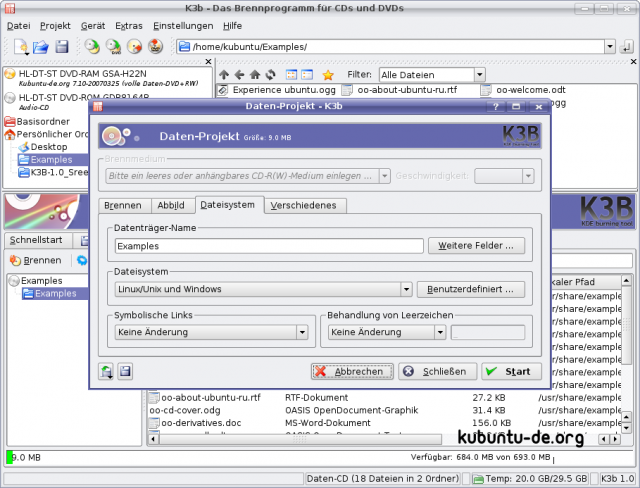 K3b - Das Brennprogramm für CDs und DVDs
Datei Projekt Gerät Extras Einstellungen Hilfe
/home/kubuntu/Examples/
HL-DT-ST DVD-RAM GSA-H22N
Kubuntu-de.org 7.10-20070325 (volle Daten-DVD+RW)
HL-DT-ST DVD-ROM GDR8164B
Audio-CD
Basisordner
Persönlicher Or
Desktop
Examples
K3B-1.0_Sree
Filter: Alle Dateien
Experience ubuntu.ogg oo-about-ubuntu-ru.rtf oo-welcome.odt
ogg
Daten-Projekt - K3b
Daten-Projekt Größe: 9.0 MB
K3B
Brennmedium
Bitte ein leeres oder anhängbares CD-R(W)-Medium einlegen ... Geschwindigkeit:
Brennen Abbild Dateisystem Verschiedenes
Datenträger-Name
Examples Weitere Felder ...
Dateisystem
Linux/Unix und Windows Benutzerdefiniert ...
Symbolische Links Behandlung von Leerzeichen
Keine Änderung Keine Änderung
Abbrechen Schließen Start
K3B
Schnellstart
Brennen
Examples
Examples
kaler Pfad
sr/share/example
sr/share/example
sr/share/example
sr/share/example
sr/share/example
sr/share/example
sr/share/example
oo-about-ubuntu-ru.rtf RTF-Dokument 27.2 KB /usr/share/example
oo-cd-cover.odg OASIS OpenDocument-Graphik 31.4 KB /usr/share/example
oo-derivatives.doc MS-Word-Dokument 156.0 KB /usr/share/example
kubuntu-de.org
9.0 MB Verfügbar: 684.0 MB von 693.0 MB
Daten-CD (18 Dateien in 2 Ordner) Temp: 20.0 GB/29.5 GB K3b 1.0